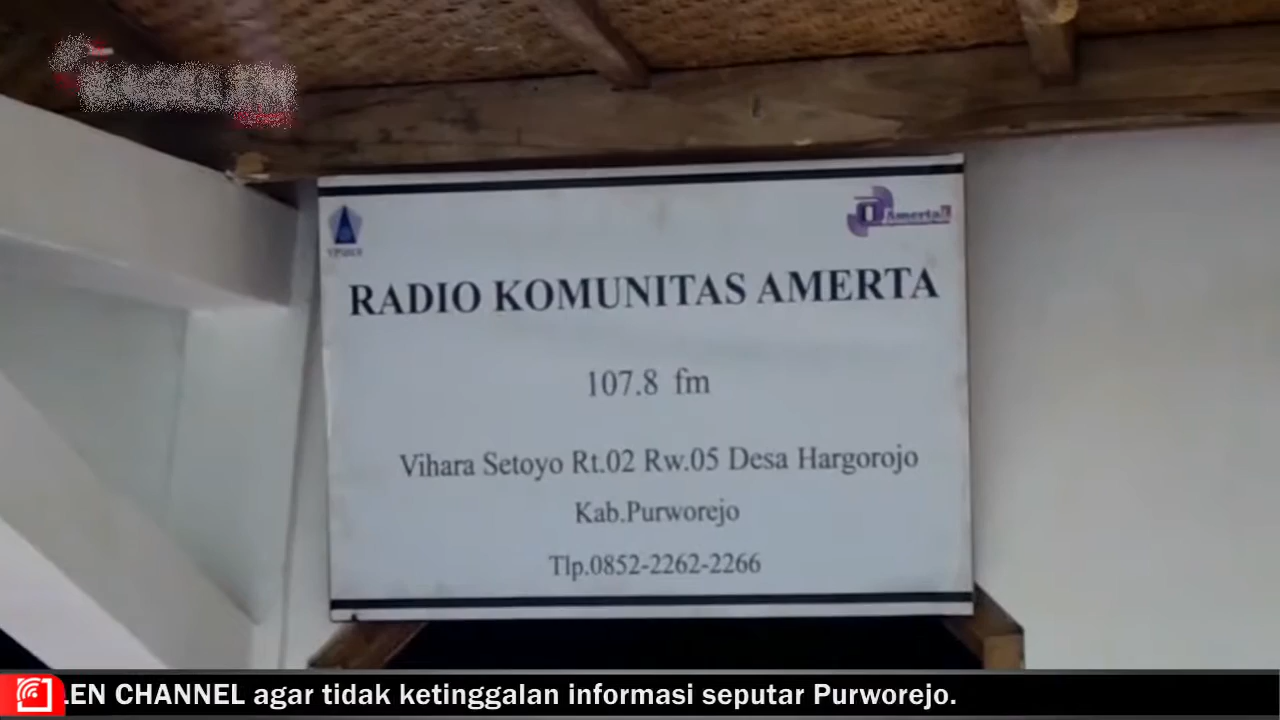 Amerta
RADIO KOMUNITAS AMERTA
107.8 fm
Vihara Setoyo Rt.02 Rw.05 Desa Hargorojo
Kab.Purworejo
Tlp.0852-2262-2266
.EN CHANNEL agar tidak ketinggalan informasi seputar Purworejo.